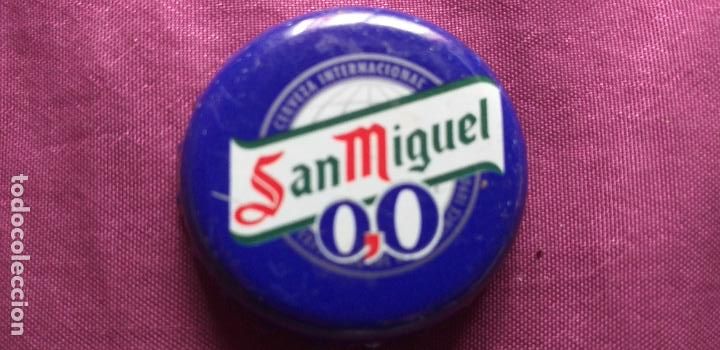 CERVEZA INTERNACIONAL
San Miguel
0,0
todocoleccion